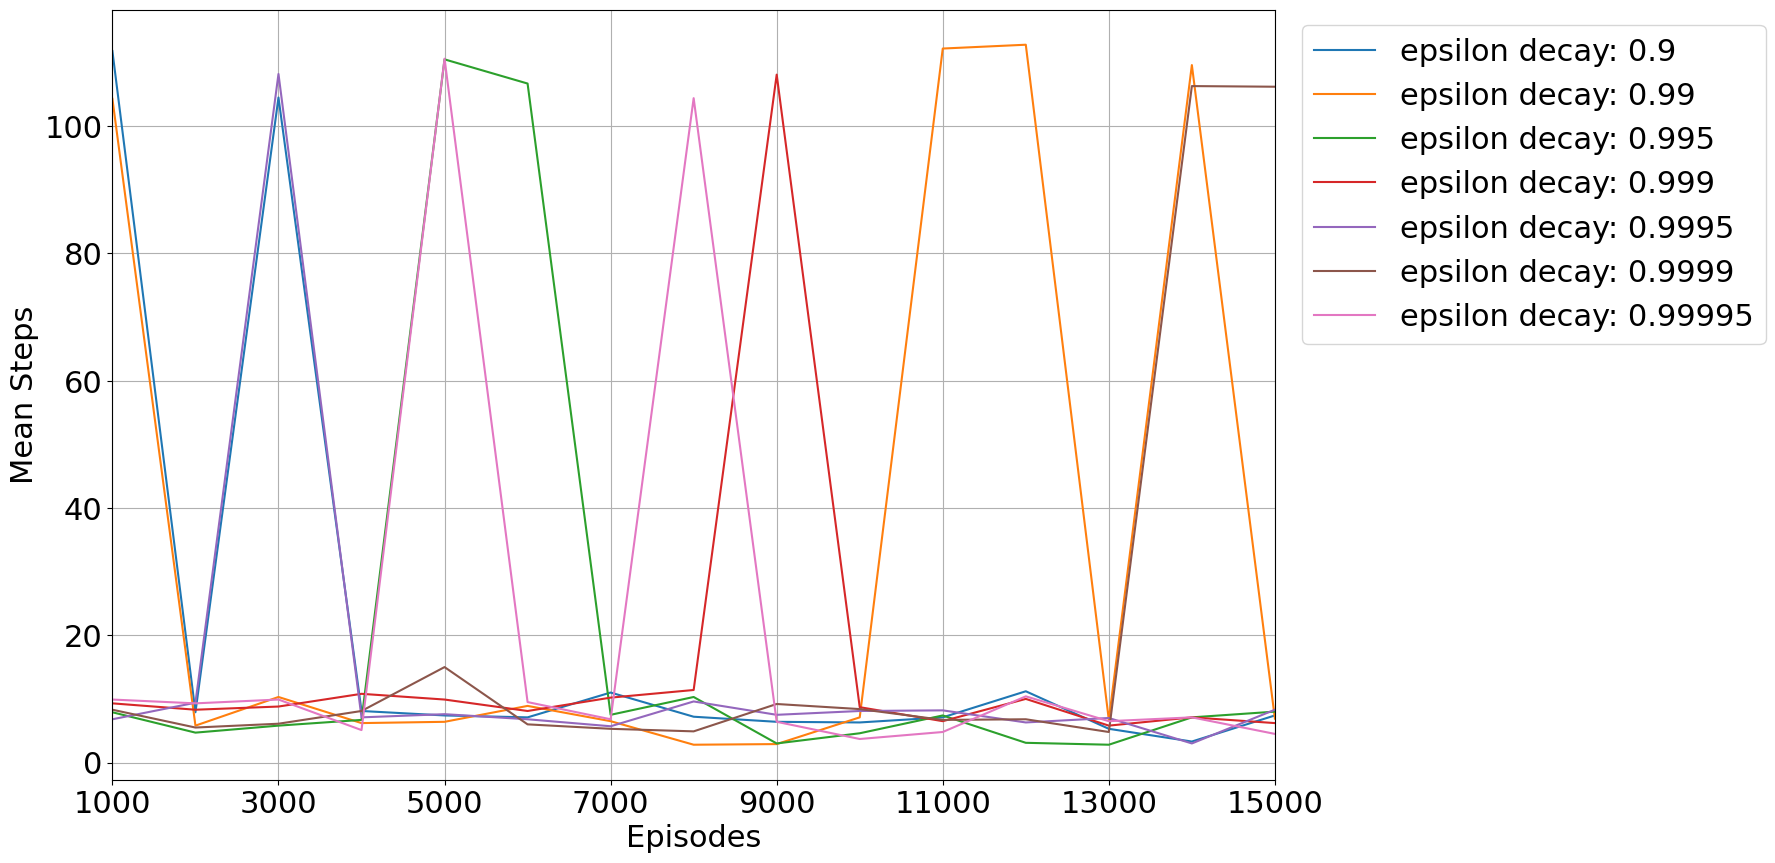 Mean Steps
100
80
60
40
20
0
1000 3000 5000 7000 9000 11000 13000 15000
Episodes
epsilon decay: 0.9
epsilon decay: 0.99
epsilon decay: 0.995
epsilon decay: 0.999
epsilon decay: 0.9995
epsilon decay: 0.9999
epsilon decay: 0.99995